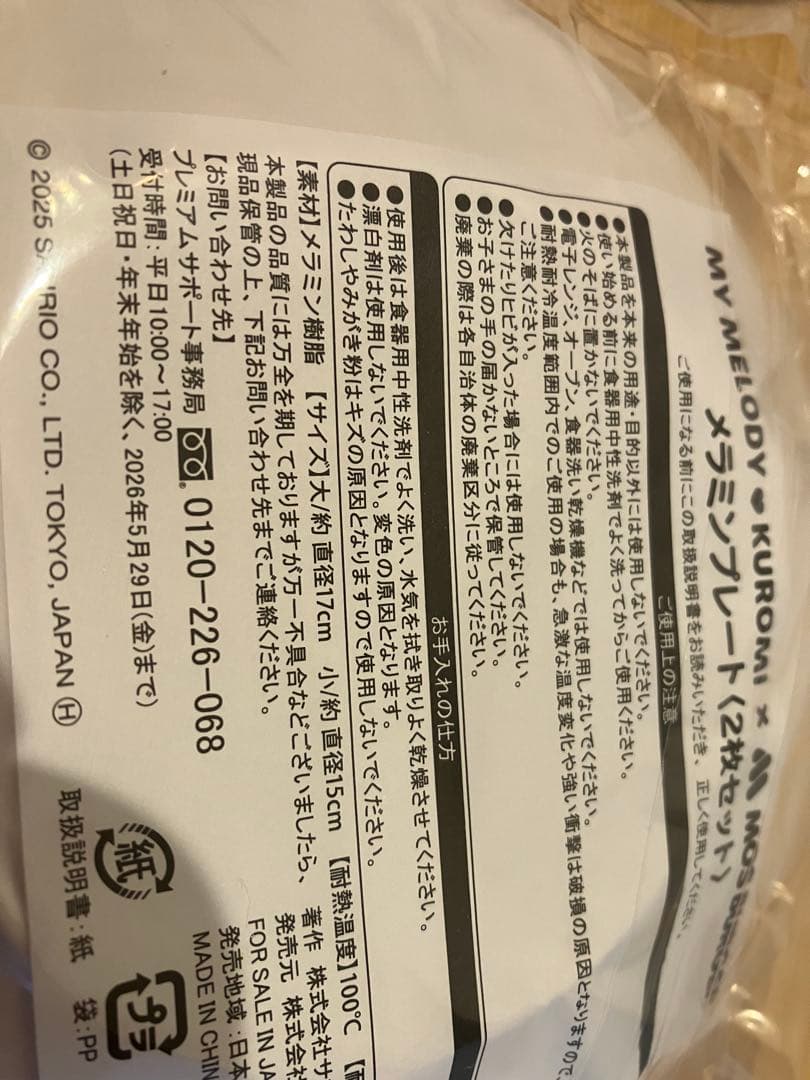 MY MELODY ♥ KUROMI × MOS BURGER
メラミンプレート〈2枚セット〉
ご使用になる前にこの取扱説明書をお読みいただき、正しく使用してください。
ご使用上の注意
●本製品を本来の用途・目的以外には使用しないでください。
●使い始める前に食器用中性洗剤でよく洗ってからご使用ください。
●火のそばに置かないでください。
●電子レンジ、オーブン、食器洗い乾燥機などでは使用しないでください。
●耐熱耐冷温度範囲内でのご使用の場合も、急激な温度変化や強い衝撃は破損の原因となりますので、
ご注意ください。
●欠けたりヒビが入った場合には使用しないでください。
●お子さまの手の届かないところで保管してください。
●廃棄の際は各自治体の廃棄区分に従ってください。
お手入れの仕方
●使用後は食器用中性洗剤でよく洗い、水気を拭き取りよく乾燥させてください。
●漂白剤は使用しないでください。変色の原因となります。
●たわしやみがき粉はキズの原因となりますので使用しないでください。
【素材】メラミン樹脂 【サイズ】大/約 直径17cm 小/約 直径15cm 【耐熱温度】100℃ 【
本製品の品質には万全を期しておりますが万一不具合などございましたら、
現品保管の上、下記お問い合わせ先までご連絡ください。
【お問い合わせ先】
プレミアムサポート事務局 0120-226-068
受付時間:平日10:00～17:00
(土日祝日・年末年始を除く、2026年5月29日(金)まで)
© 2025 SANRIO CO., LTD. TOKYO, JAPAN Ⓗ
著作 株式会社サ
発売元 株式会社
発売地域:日本
FOR SALE IN JA
MADE IN CHIN
紙
プラ
取扱説明書:紙 袋:PP